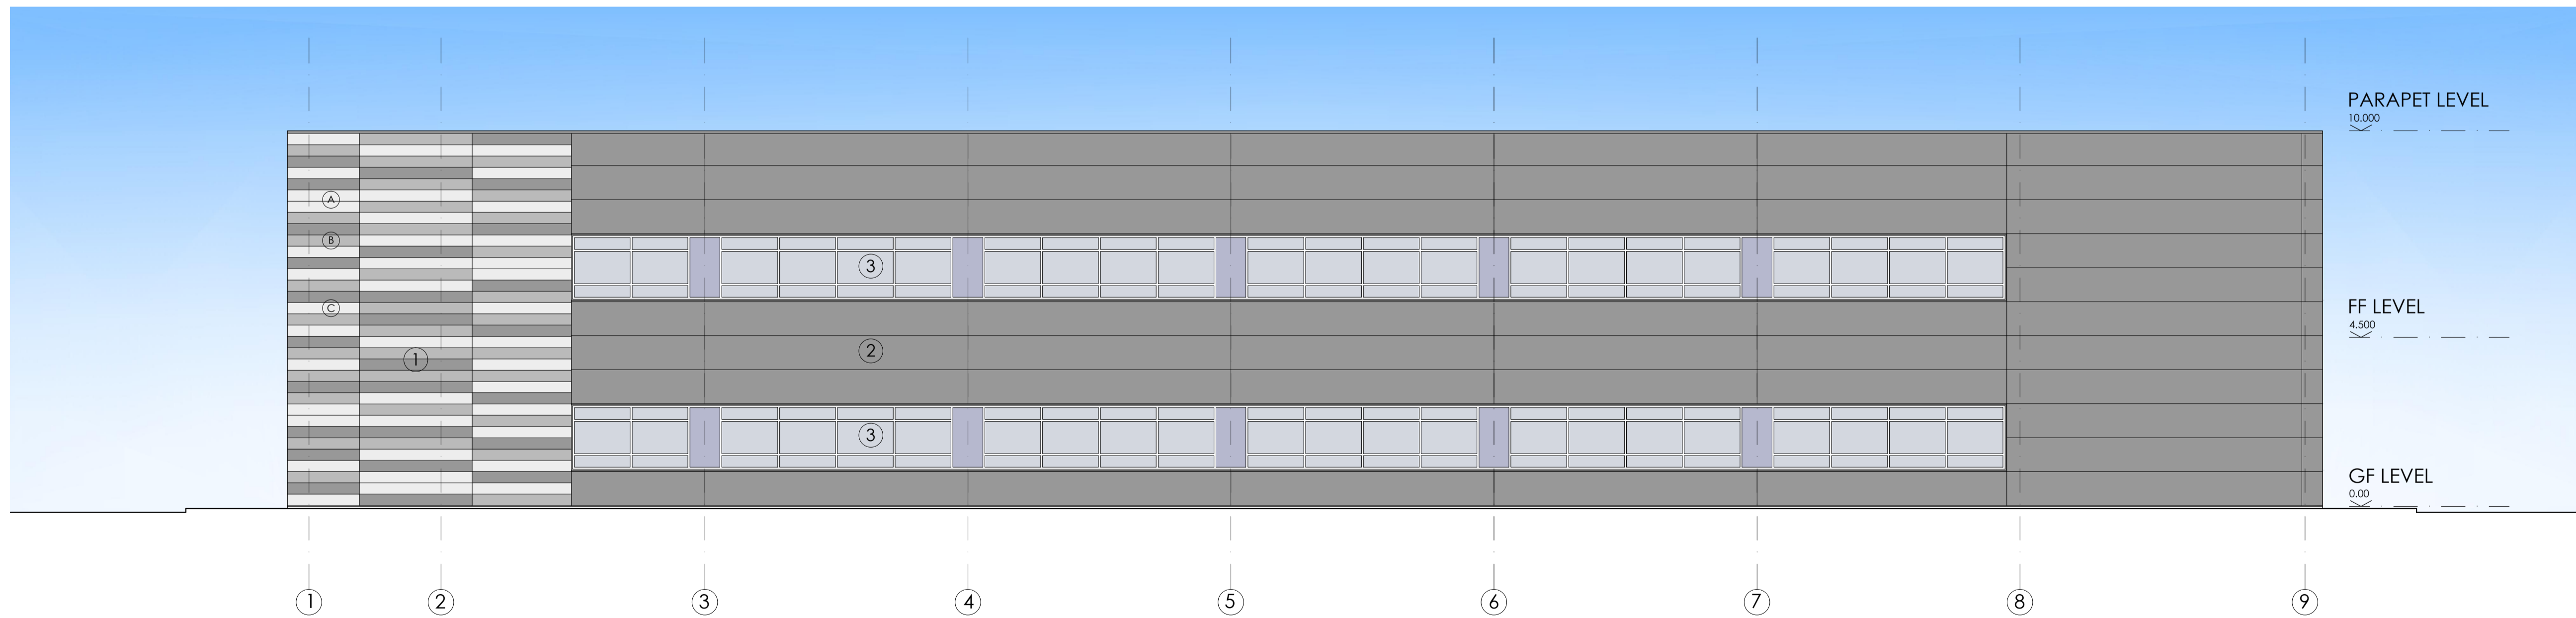 PARAPET LEVEL
10.000
A
B
3
C
FF LEVEL
4.500
2
1
3
GF LEVEL
0.00
1 2 3 4 5 6 7 8 9